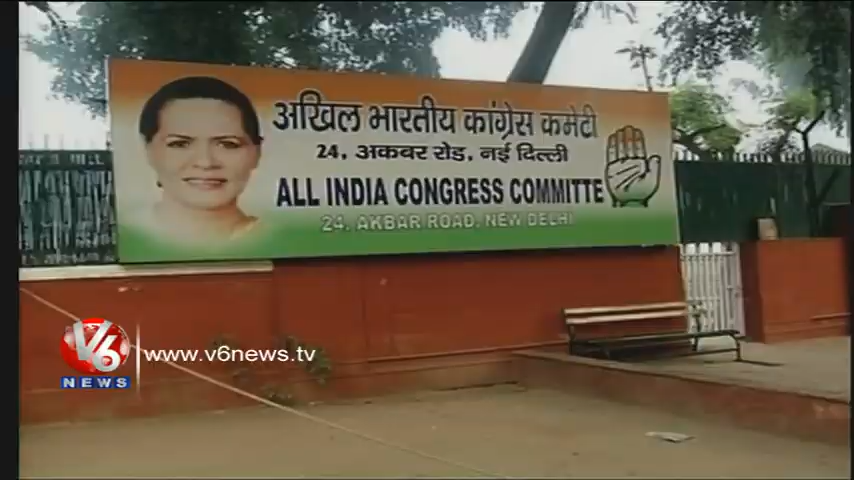 अखिल भारतीय कांग्रेस कमेटी
24, अकबर रोड, नई दिल्ली
ALL INDIA CONGRESS COMMITTE
24, AKBAR ROAD, NEW DELHI
V6
NEWS
www.v6news.tv